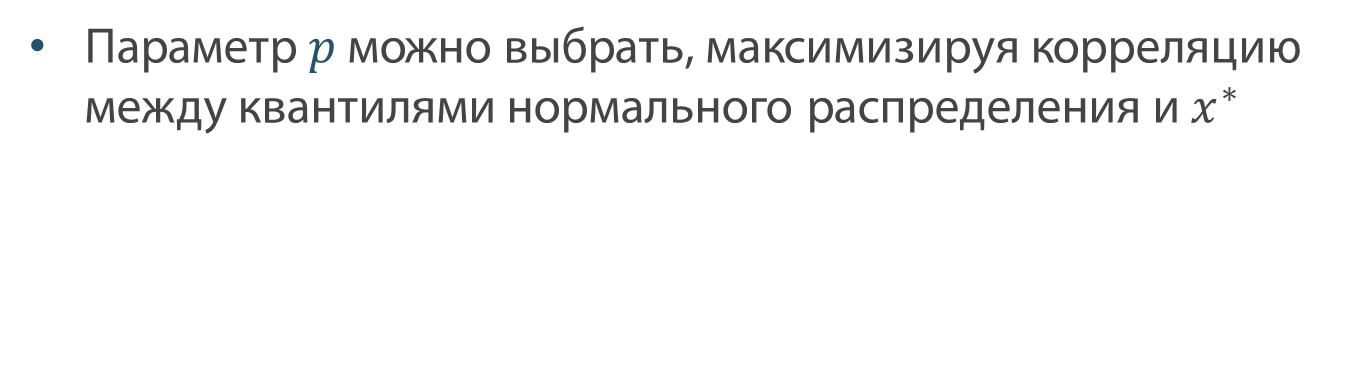 • Параметр p можно выбрать, максимизируя корреляцию
между квантилями нормального распределения и x*